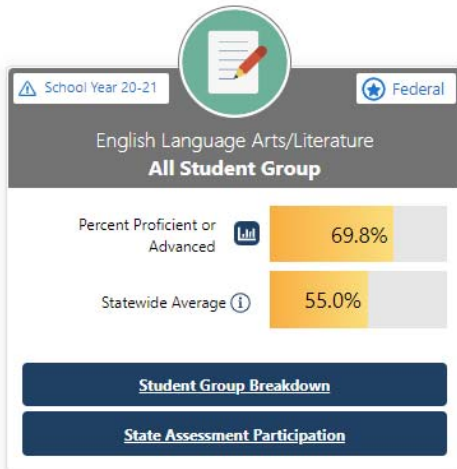 School Year 20-21
Federal
English Language Arts/Literature
All Student Group
Percent Proficient or
Advanced
69.8%
Statewide Average
55.0%
Student Group Breakdown
State Assessment Participation